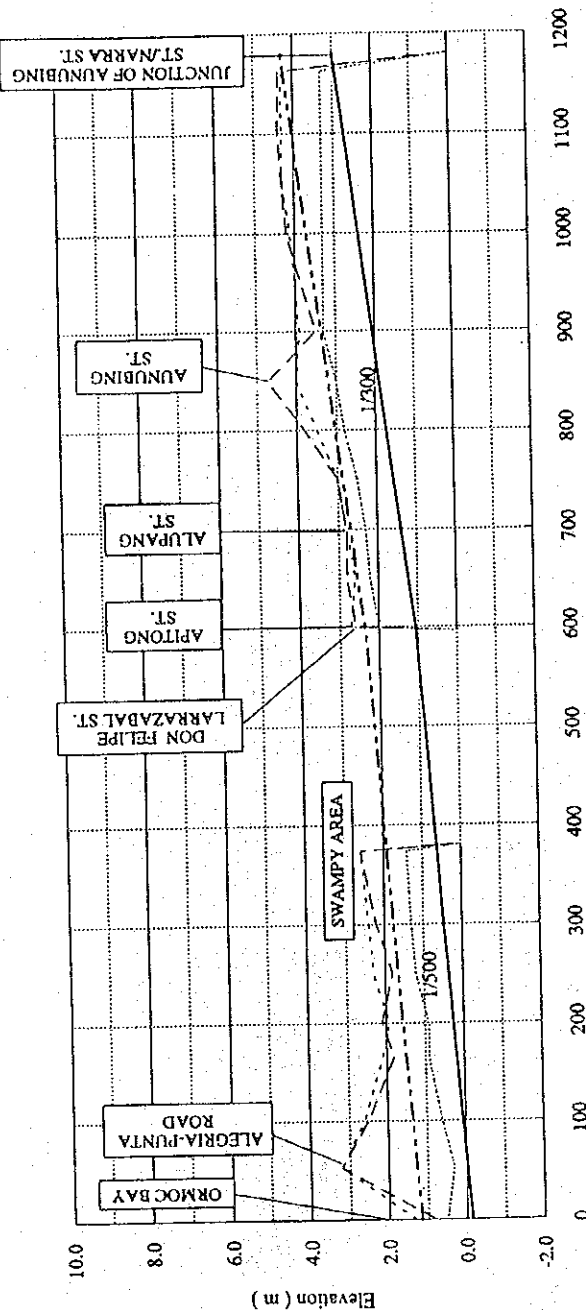 Elevation ( m )
10.0
8.0
6.0
4.0
2.0
0.0
-2.0
0
100
200
300
400
500
600
700
800
900
1000
1100
1200
ORMOC BAY
ALEGRIA-PUNTA
ROAD
SWAMPY AREA
DON FELIPE
LARRAZABAL ST.
APITONG
ST.
ALUPANG
ST.
AUNUBING
ST.
JUNCTION OF AUNUBING
ST./NARRA ST.
1/500
1/300